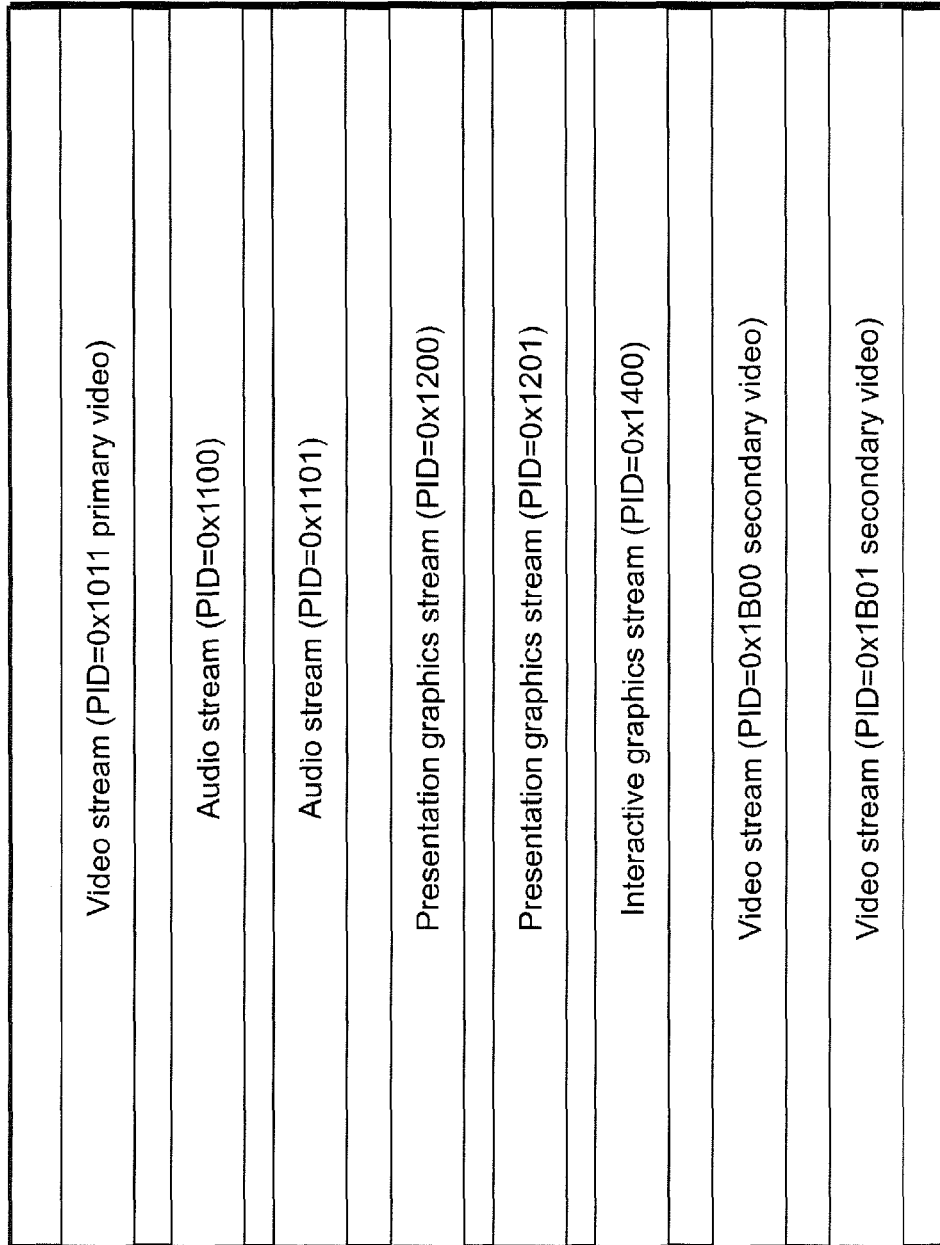 Video stream (PID=0x1011 primary video)
Audio stream (PID=0x1100)
Audio stream (PID=0x1101)
Presentation graphics stream (PID=0x1200)
Presentation graphics stream (PID=0x1201)
Interactive graphics stream (PID=0x1400)
Video stream (PID=0x1B00 secondary video)
Video stream (PID=0x1B01 secondary video)